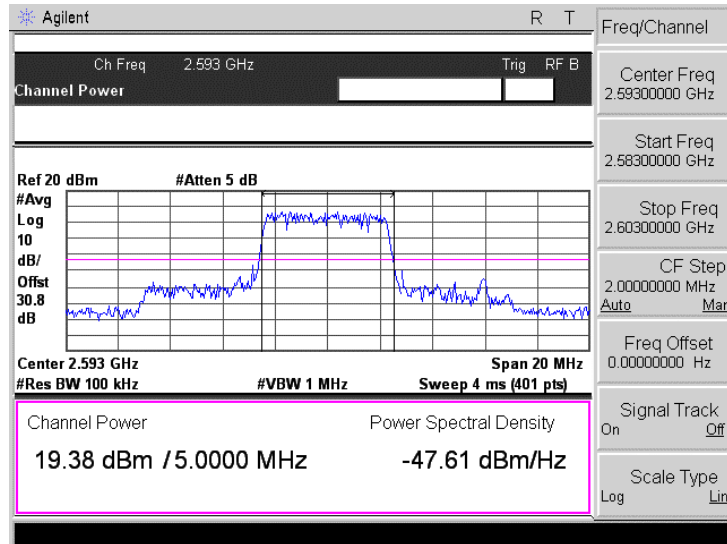 Agilent R T
Freq/Channel
Ch Freq 2.593 GHz Trig RF B
Channel Power
Center Freq
2.59300000 GHz
Start Freq
2.58300000 GHz
Stop Freq
2.60300000 GHz
CF Step
2.00000000 MHz
Auto Man
Freq Offset
0.00000000 Hz
Signal Track
On Off
Scale Type
Log Lin
Ref 20 dBm #Atten 5 dB
#Avg
Log
10
dB/
Offst
30.8
dB
Center 2.593 GHz Span 20 MHz
#Res BW 100 kHz #VBW 1 MHz Sweep 4 ms (401 pts)
Channel Power Power Spectral Density
19.38 dBm / 5.0000 MHz -47.61 dBm/Hz